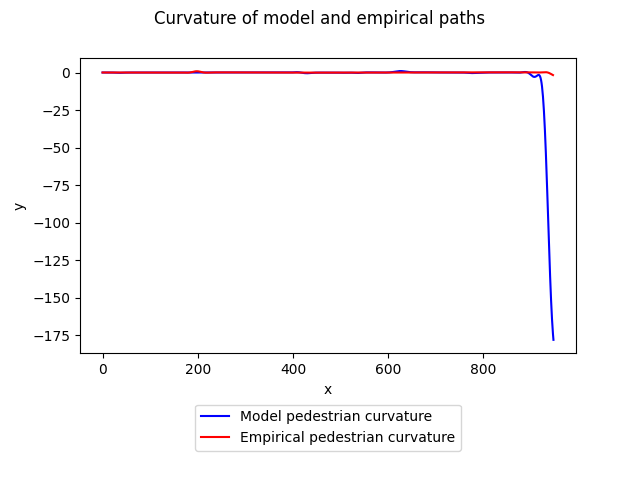 Curvature of model and empirical paths
0
−25
−50
−75
−100
−125
−150
−175
y
0 200 400 600 800
x
Model pedestrian curvature
Empirical pedestrian curvature